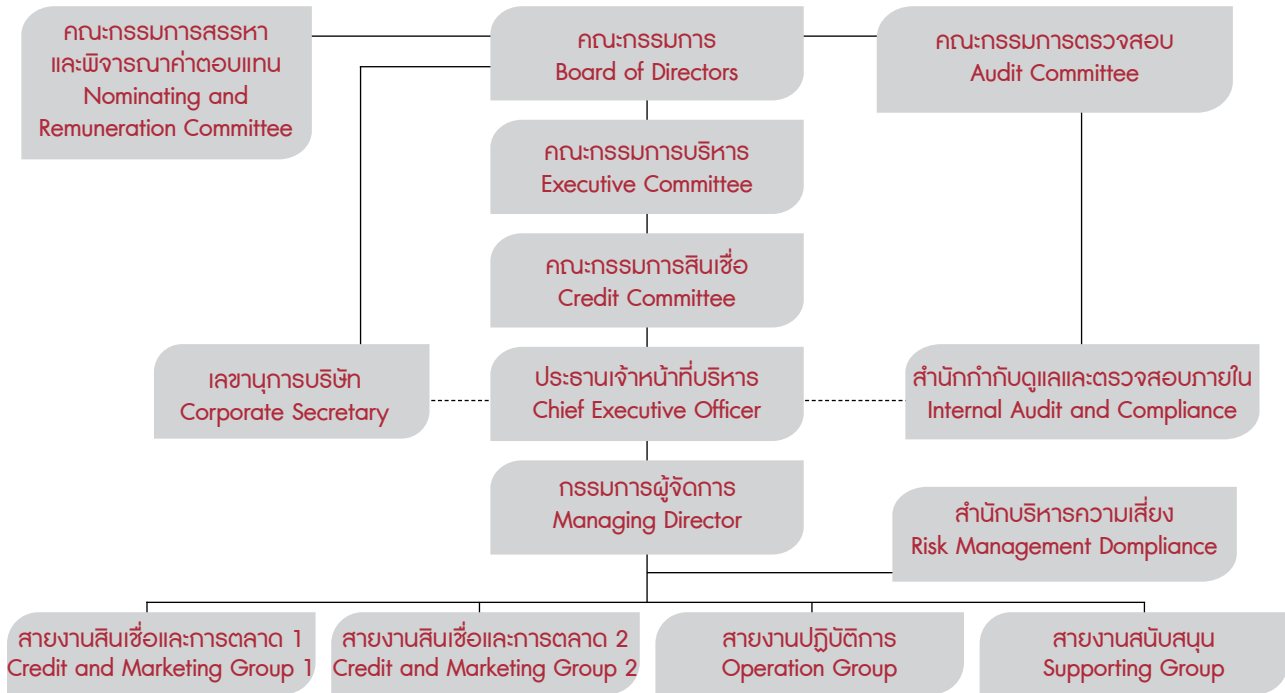 คณะกรรมการสรรหา
และพิจารณาค่าตอบแทน
Nominating and
Remuneration Committee
คณะกรรมการ
Board of Directors
คณะกรรมการตรวจสอบ
Audit Committee
คณะกรรมการบริหาร
Executive Committee
คณะกรรมการสินเชื่อ
Credit Committee
เลขานุการบริษัท
Corporate Secretary
ประธานเจ้าหน้าที่บริหาร
Chief Executive Officer
สำนักกำกับดูแลและตรวจสอบภายใน
Internal Audit and Compliance
กรรมการผู้จัดการ
Managing Director
สำนักบริหารความเสี่ยง
Risk Management Dompliance
สายงานสินเชื่อและการตลาด 1
Credit and Marketing Group 1
สายงานสินเชื่อและการตลาด 2
Credit and Marketing Group 2
สายงานปฏิบัติการ
Operation Group
สายงานสนับสนุน
Supporting Group